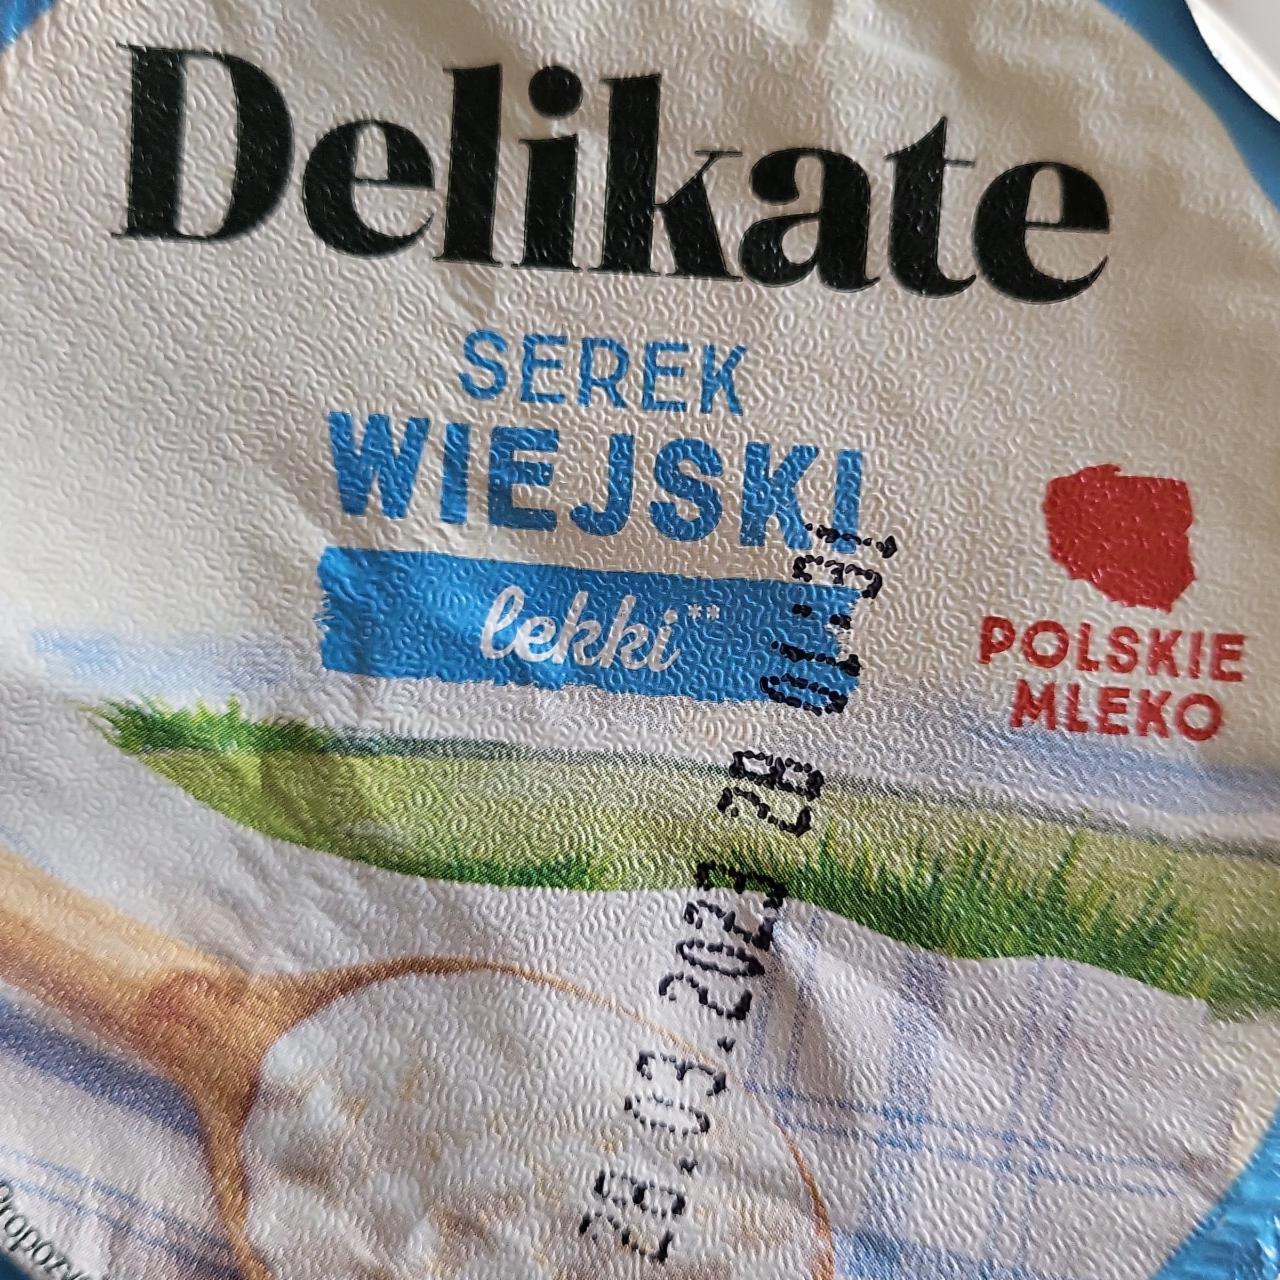 Delikate
SEREK
WIEJSKI
lekki**
POLSKIE
MLEKO
28.03.2023